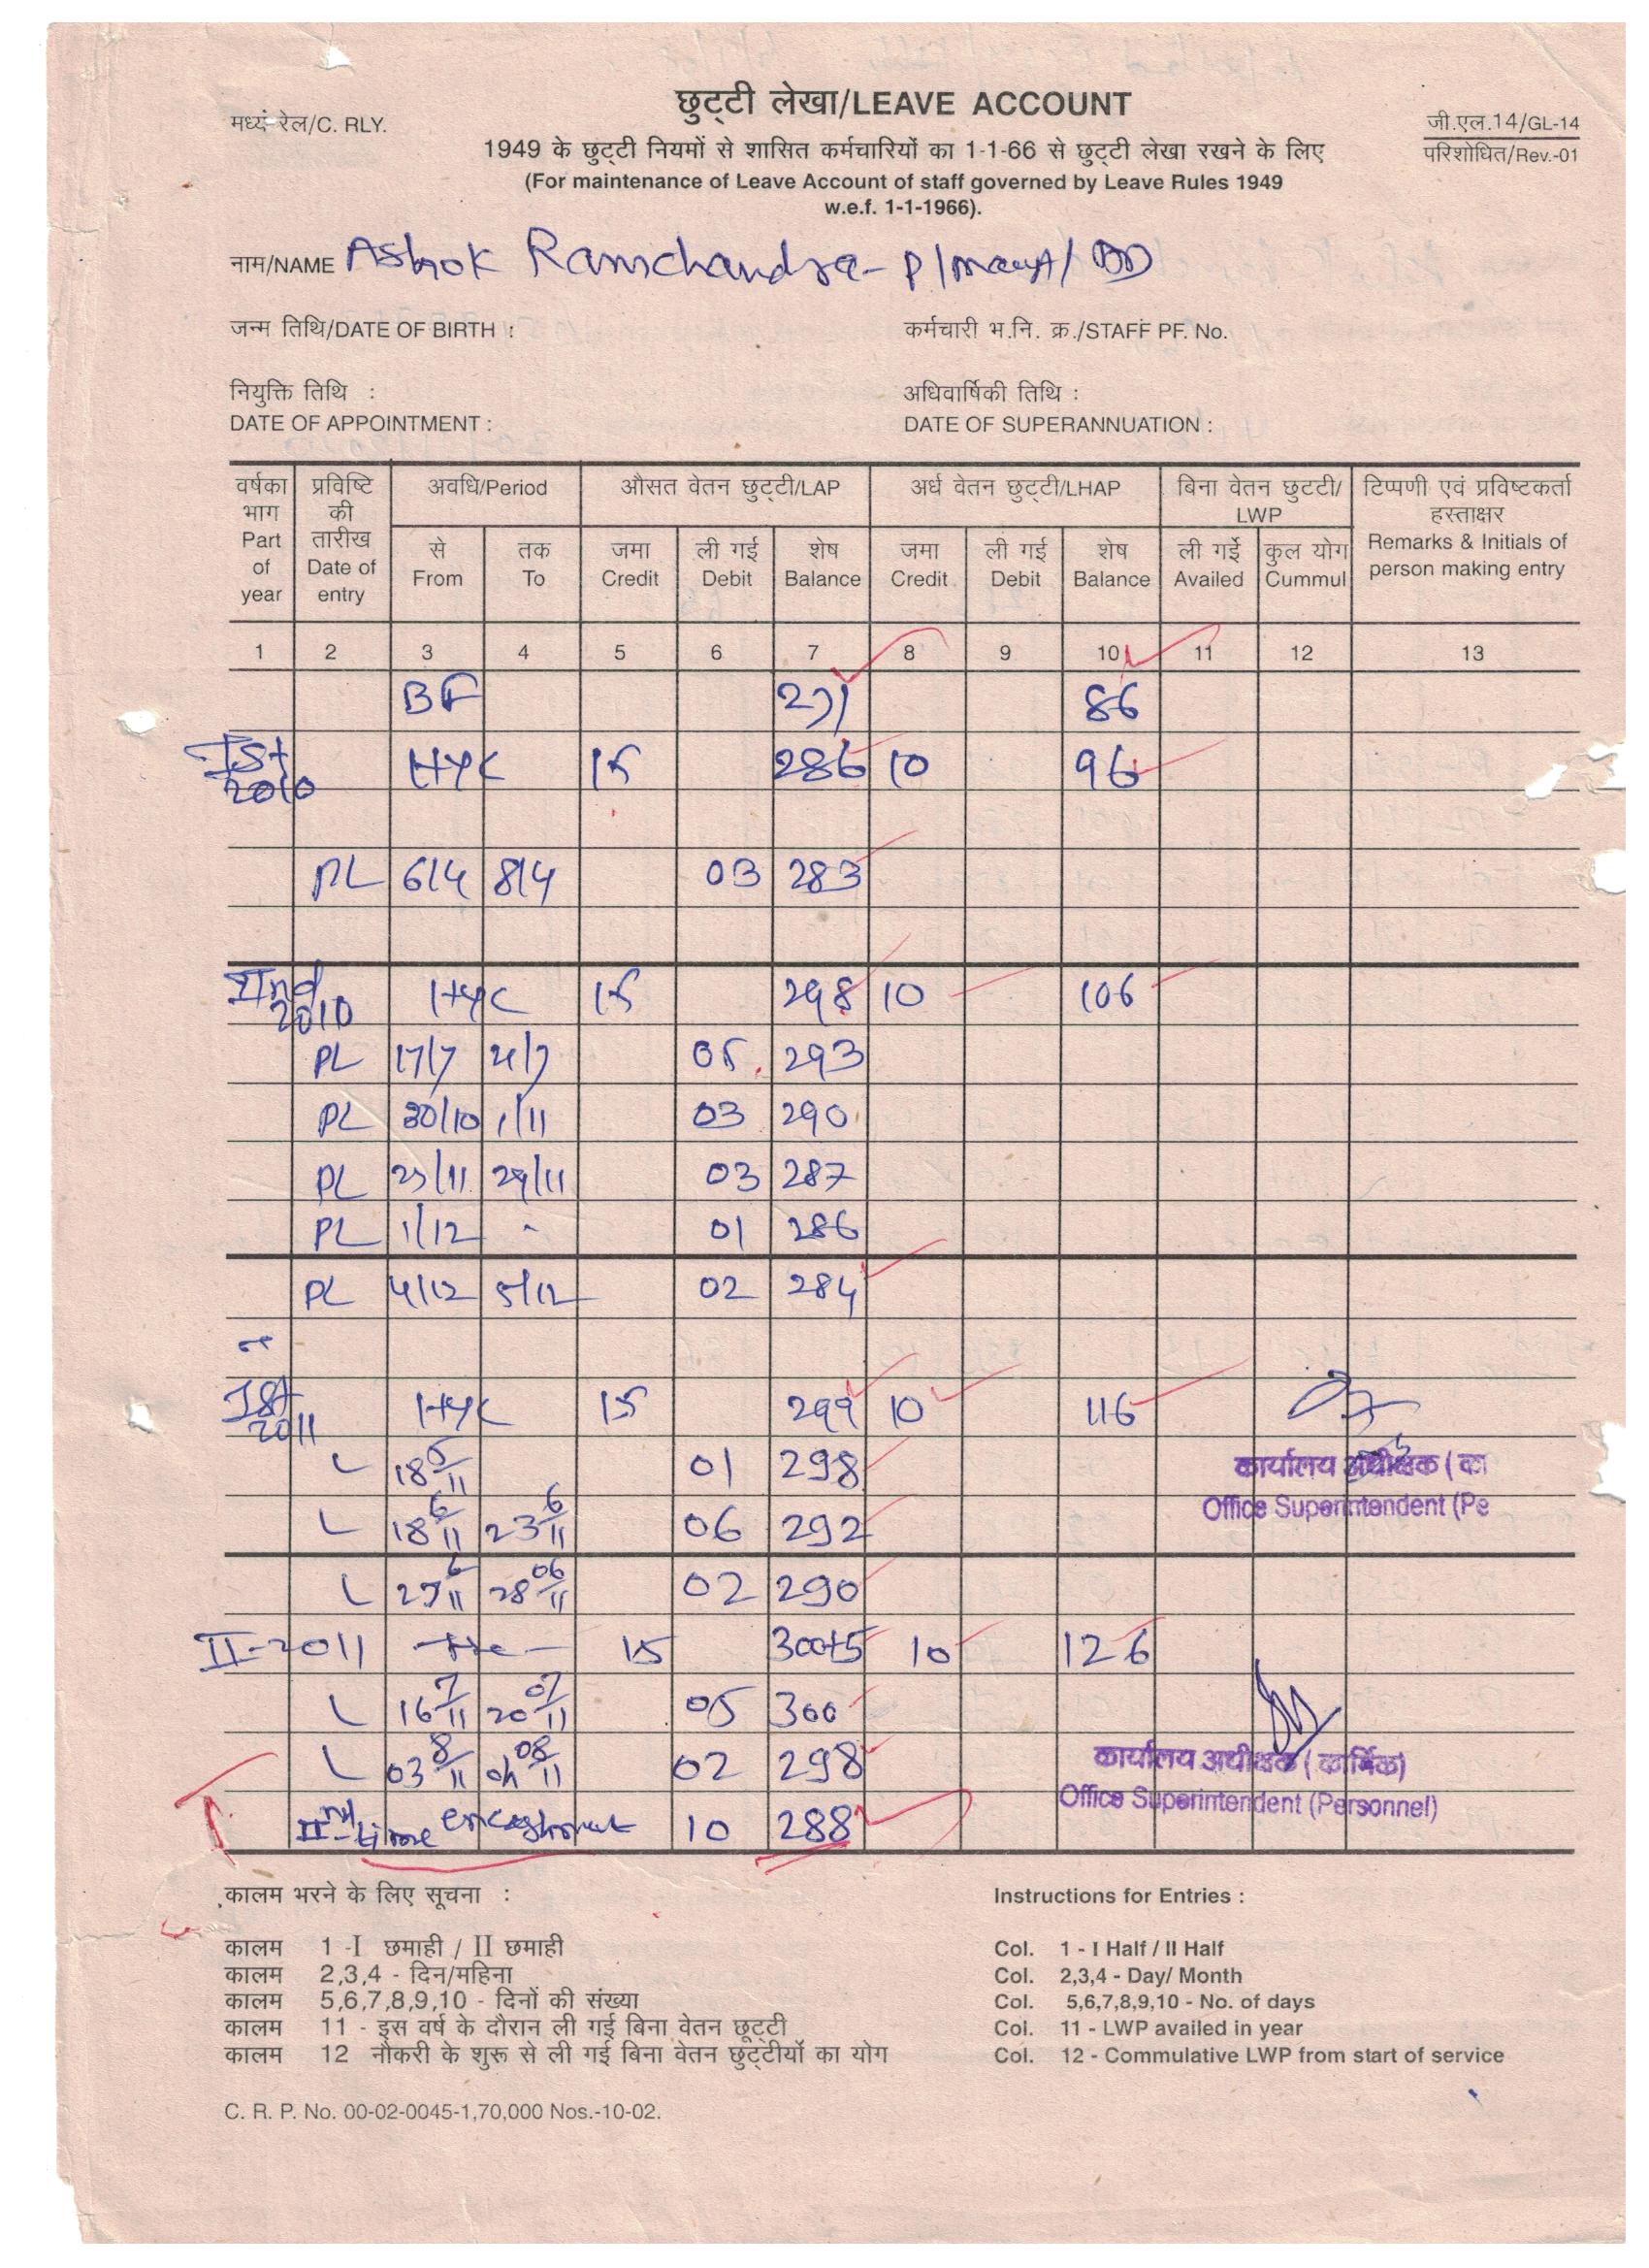 छुट्टी लेखा/LEAVE ACCOUNT
मध्य रेल/C. RLY.
जी.एल.14/GL-14
परिशोधित/Rev.-01
1949 के छुट्टी नियमों से शासित कर्मचारियों का 1-1-66 से छुट्टी लेखा रखने के लिए
(For maintenance of Leave Account of staff governed by Leave Rules 1949
w.e.f. 1-1-1966).
नाम/NAME Ashok Ramchandra - P/
जन्म तिथि/DATE OF BIRTH : कर्मचारी भ.नि. क्र./STAFF PF. No.
नियुक्ति तिथि : अधिवार्षिकी तिथि :
DATE OF APPOINTMENT : DATE OF SUPERANNUATION :
वर्षका भाग Part of year
प्रविष्टि की तारीख Date of entry
अवधि/Period
से From
तक To
औसत वेतन छुट्टी/LAP
जमा Credit
ली गई Debit
शेष Balance
अर्ध वेतन छुट्टी/LHAP
जमा Credit
ली गई Debit
शेष Balance
बिना वेतन छुटटी/LWP
ली गई Availed
कुल योग Cummul
टिप्पणी एवं प्रविष्टकर्ता हस्ताक्षर
Remarks & Initials of person making entry
1 2 3 4 5 6 7 8 9 10 11 12 13
BF 271 86
Ist 2010 HYC 15 286 10 96
PL 6/4 8/4 03 283
IInd 2010 HYC 15 298 10 106
PL 17/7 21/7 05 293
PL 30/10 1/11 03 290
PL 27/11 29/11 03 287
PL 1/12 - 01 286
PL 4/12 5/12 02 284
Ist 2011 HYC 15 299 10 116
L 18 5/11 01 298
L 18 6/11 23 6/11 06 292
कार्यालय अधीक्षक ( का
Office Superintendent (Pe
L 27 6/11 28 06/11 02 290
II-2011 15 300+5 10 126
L 16 7/11 20 07/11 05 300
L 03 8/11 04 08/11 02 298
कार्यालय अधीक्षक ( कार्मिक)
Office Superintendent (Personnel)
IInd time encashment 10 288
कालम भरने के लिए सूचना : Instructions for Entries :
कालम 1 -I छमाही / II छमाही Col. 1 - I Half / II Half
कालम 2,3,4 - दिन/महिना Col. 2,3,4 - Day/ Month
कालम 5,6,7,8,9,10 - दिनों की संख्या Col. 5,6,7,8,9,10 - No. of days
कालम 11 - इस वर्ष के दौरान ली गई बिना वेतन छूट्टी Col. 11 - LWP availed in year
कालम 12 नौकरी के शुरू से ली गई बिना वेतन छुट्टीयों का योग Col. 12 - Commulative LWP from start of service
C. R. P. No. 00-02-0045-1,70,000 Nos.-10-02.